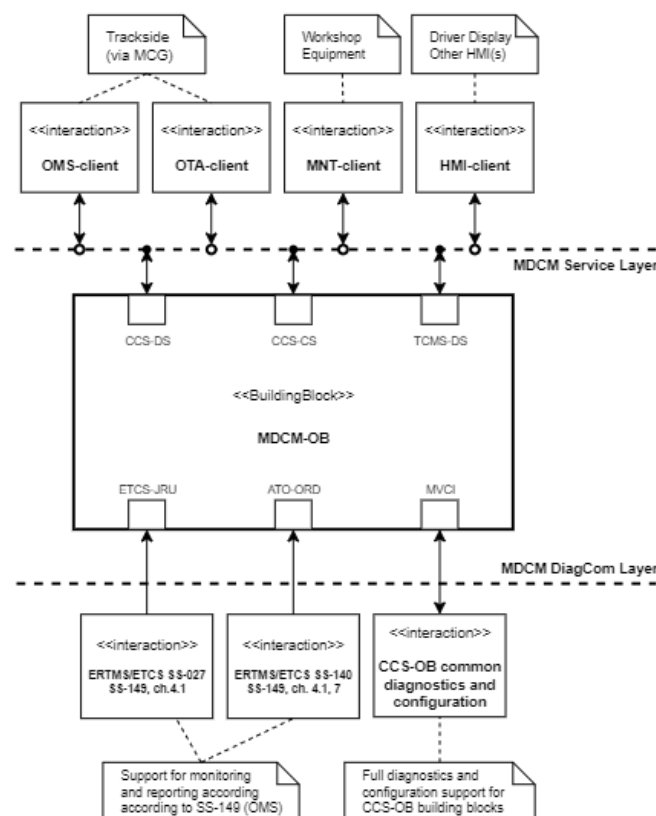 Trackside
(via MCG)
Workshop
Equipment
Driver Display
Other HMI(s)
<<interaction>>
OMS-client
<<interaction>>
OTA-client
<<interaction>>
MNT-client
<<interaction>>
HMI-client
MDCM Service Layer
CCS-DS
CCS-CS
TCMS-DS
<<BuildingBlock>>
MDCM-OB
ETCS-JRU
ATO-ORD
MVCI
MDCM DiagCom Layer
<<interaction>>
ERTMS/ETCS SS-027
SS-149, ch.4.1
<<interaction>>
ERTMS/ETCS SS-140
SS-149, ch. 4.1, 7
<<interaction>>
CCS-OB common
diagnostics and
configuration
Support for monitoring
and reporting according
according to SS-149 (OMS)
Full diagnostics and
configuration support for
CCS-OB building blocks